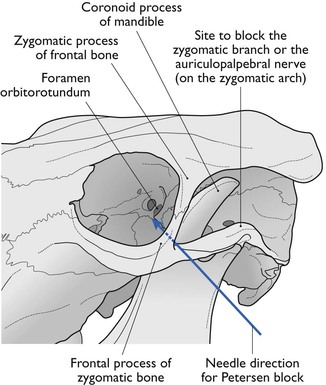 Coronoid process
of mandible
Zygomatic process
of frontal bone
Foramen
orbitorotundum
Site to block the
zygomatic branch or the
auriculopalpebral nerve
(on the zygomatic arch)
Frontal process of
zygomatic bone
Needle direction
for Petersen block